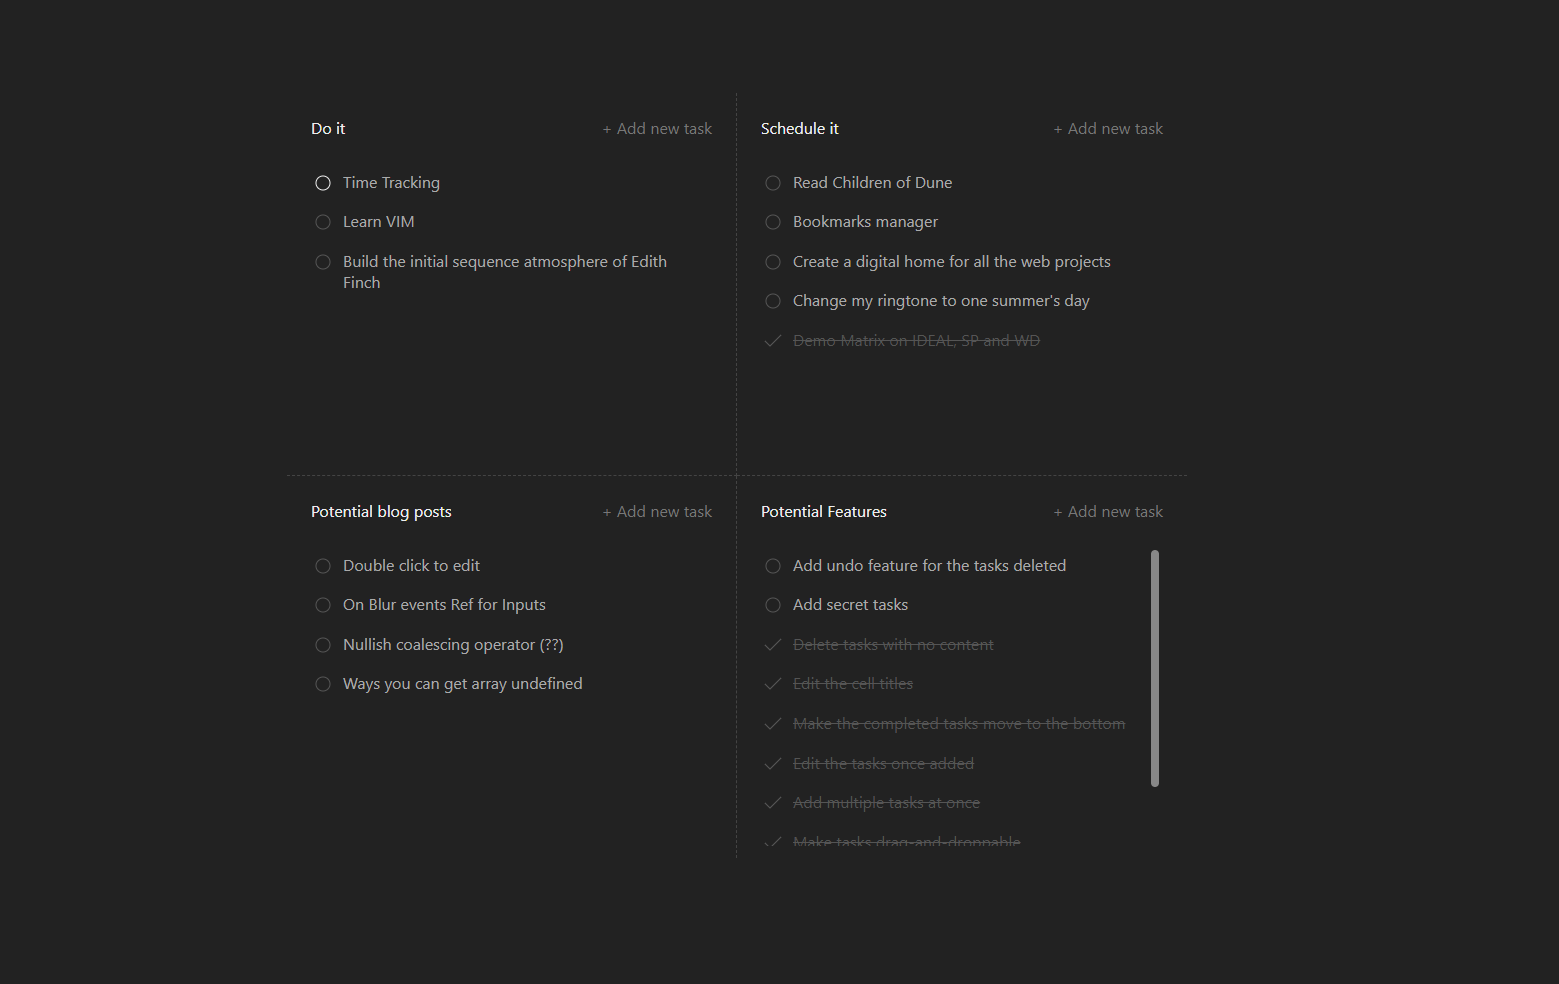 Do it
+ Add new task
Time Tracking
Learn VIM
Build the initial sequence atmosphere of Edith
Finch
Schedule it
+ Add new task
Read Children of Dune
Bookmarks manager
Create a digital home for all the web projects
Change my ringtone to one summer's day
Demo Matrix on IDEAL, SP and WD
Potential blog posts
+ Add new task
Double click to edit
On Blur events Ref for Inputs
Nullish coalescing operator (??)
Ways you can get array undefined
Potential Features
+ Add new task
Add undo feature for the tasks deleted
Add secret tasks
Delete tasks with no content
Edit the cell titles
Make the completed tasks move to the bottom
Edit the tasks once added
Add multiple tasks at once
Make tasks drag-and-droppable